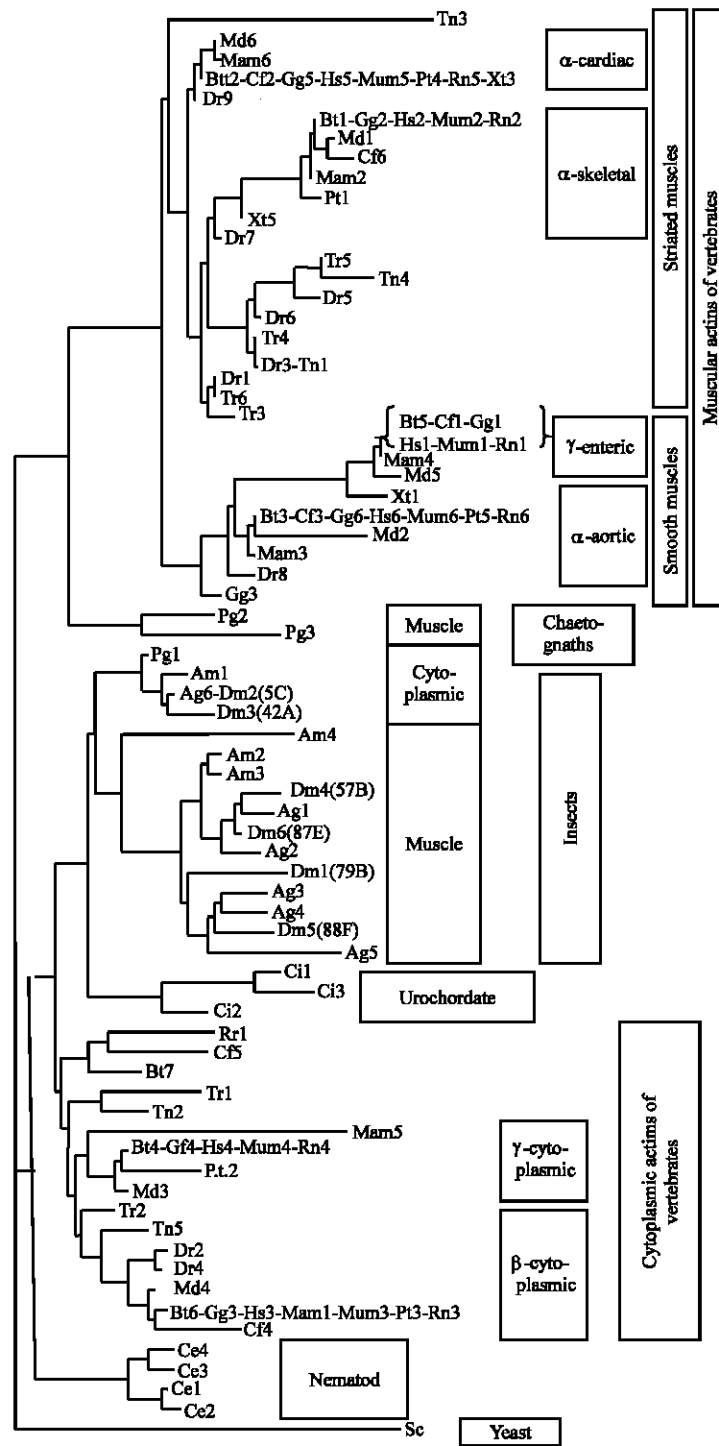 Tn3
Md6
Mam6
Btt2-Cf2-Gg5-Hs5-Mum5-Pt4-Rn5-Xt3
Dr9
α-cardiac
Bt1-Gg2-Hs2-Mum2-Rn2
Md1
Cf6
Mam2
Pt1
α-skeletal
Xt5
Dr7
Tr5
Tn4
Dr5
Dr6
Tr4
Dr3-Tn1
Dr1
Tr6
Tr3
Striated muscles
Muscular actins of vertebrates
Bt5-Cf1-Gg1
Hs1-Mum1-Rn1
Mam4
Md5
Xt1
γ-enteric
Bt3-Cf3-Gg6-Hs6-Mum6-Pt5-Rn6
Md2
Mam3
Dr8
Gg3
α-aortic
Smooth muscles
Pg2
Pg3
Muscle
Chaeto-
gnaths
Pg1
Am1
Ag6-Dm2(5C)
Dm3(42A)
Cyto-
plasmic
Am4
Am2
Am3
Dm4(57B)
Ag1
Dm6(87E)
Ag2
Dm1(79B)
Ag3
Ag4
Dm5(88F)
Ag5
Muscle
Insects
Ci1
Ci3
Ci2
Urochordate
Rr1
Cf5
Bt7
Tr1
Tn2
Mam5
Bt4-Gf4-Hs4-Mum4-Rn4
P.t.2
Md3
γ-cyto-
plasmic
Tr2
Tn5
Dr2
Dr4
Md4
Bt6-Gg3-Hs3-Mam1-Mum3-Pt3-Rn3
Cf4
β-cyto-
plasmic
Cytoplasmic actims of
vertebrates
Ce4
Ce3
Ce1
Ce2
Nematod
Sc
Yeast